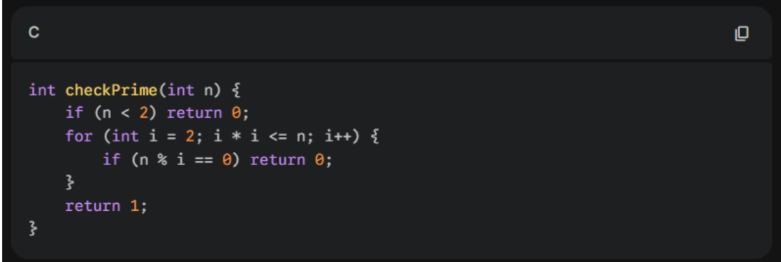 C
int checkPrime(int n) {
    if (n < 2) return 0;
    for (int i = 2; i * i <= n; i++) {
        if (n % i == 0) return 0;
    }
    return 1;
}